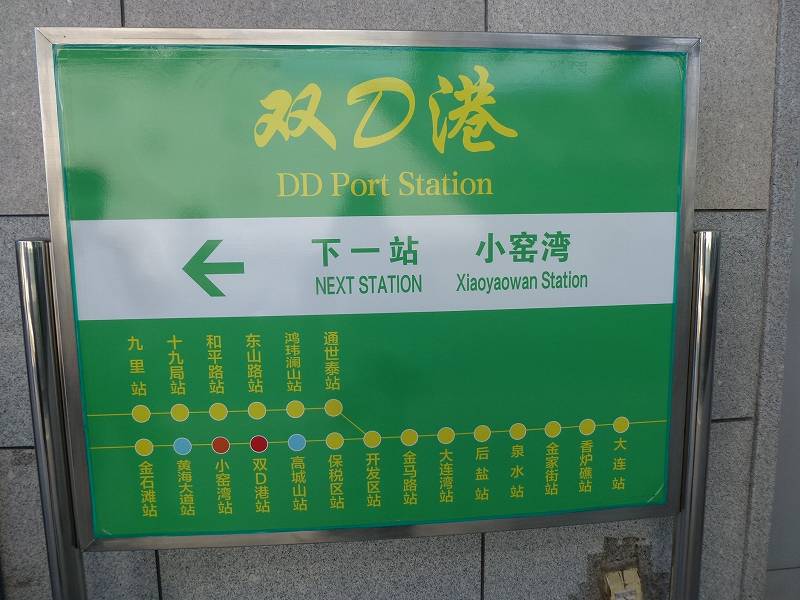 双D港
DD Port Station
下一站 小窑湾
NEXT STATION Xiaoyaowan Station
九里站
十九局站
和平路站
东山路站
鸿玮澜山站
通世泰站
金石滩站
黄海大道站
小窑湾站
双D港站
高城山站
保税区站
开发区站
金马路站
大连湾站
后盐站
泉水站
金家街站
香炉礁站
大连站